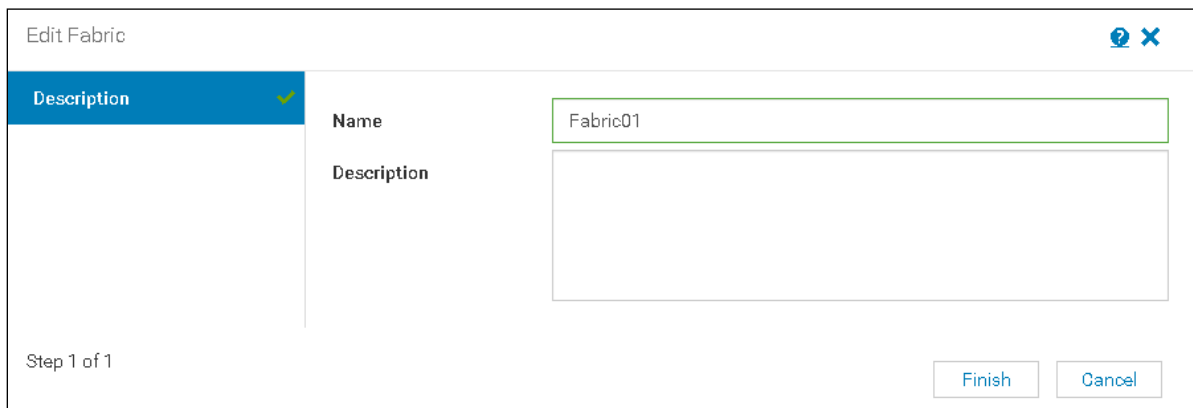 Edit Fabric
Description
Name
Fabric01
Description
Step 1 of 1
Finish
Cancel